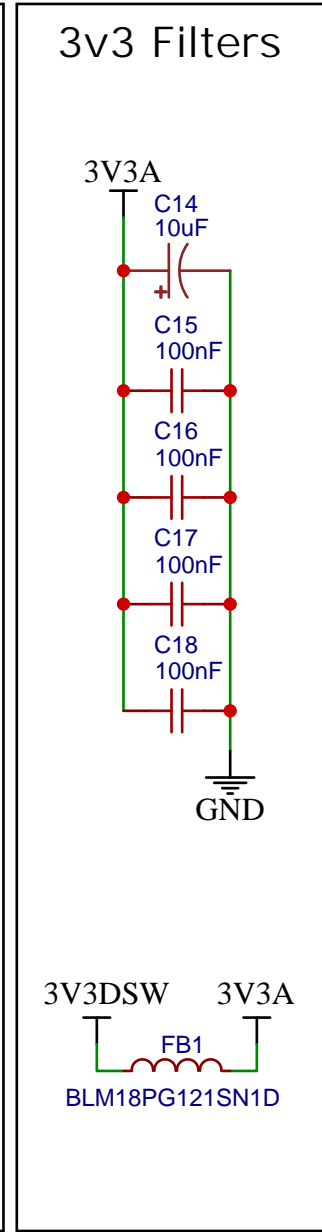 3v3 Filters
3V3A
C14
10uF
+
C15
100nF
C16
100nF
C17
100nF
C18
100nF
GND
3V3DSW 3V3A
FB1
BLM18PG121SN1D